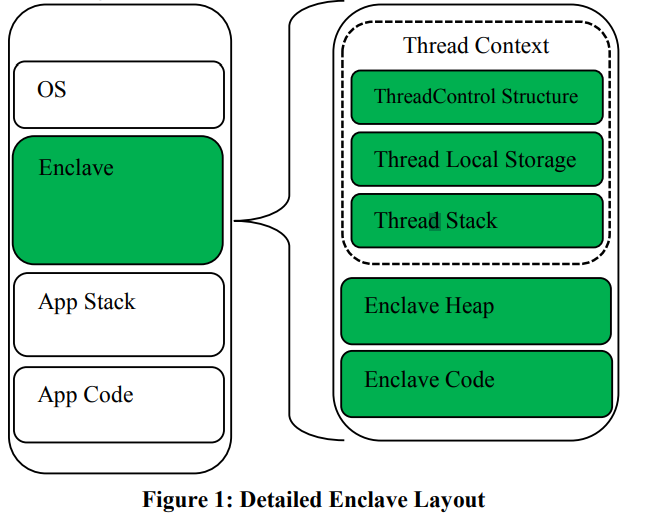 OS
Enclave
App Stack
App Code
Thread Context
ThreadControl Structure
Thread Local Storage
Thread Stack
Enclave Heap
Enclave Code
Figure 1: Detailed Enclave Layout